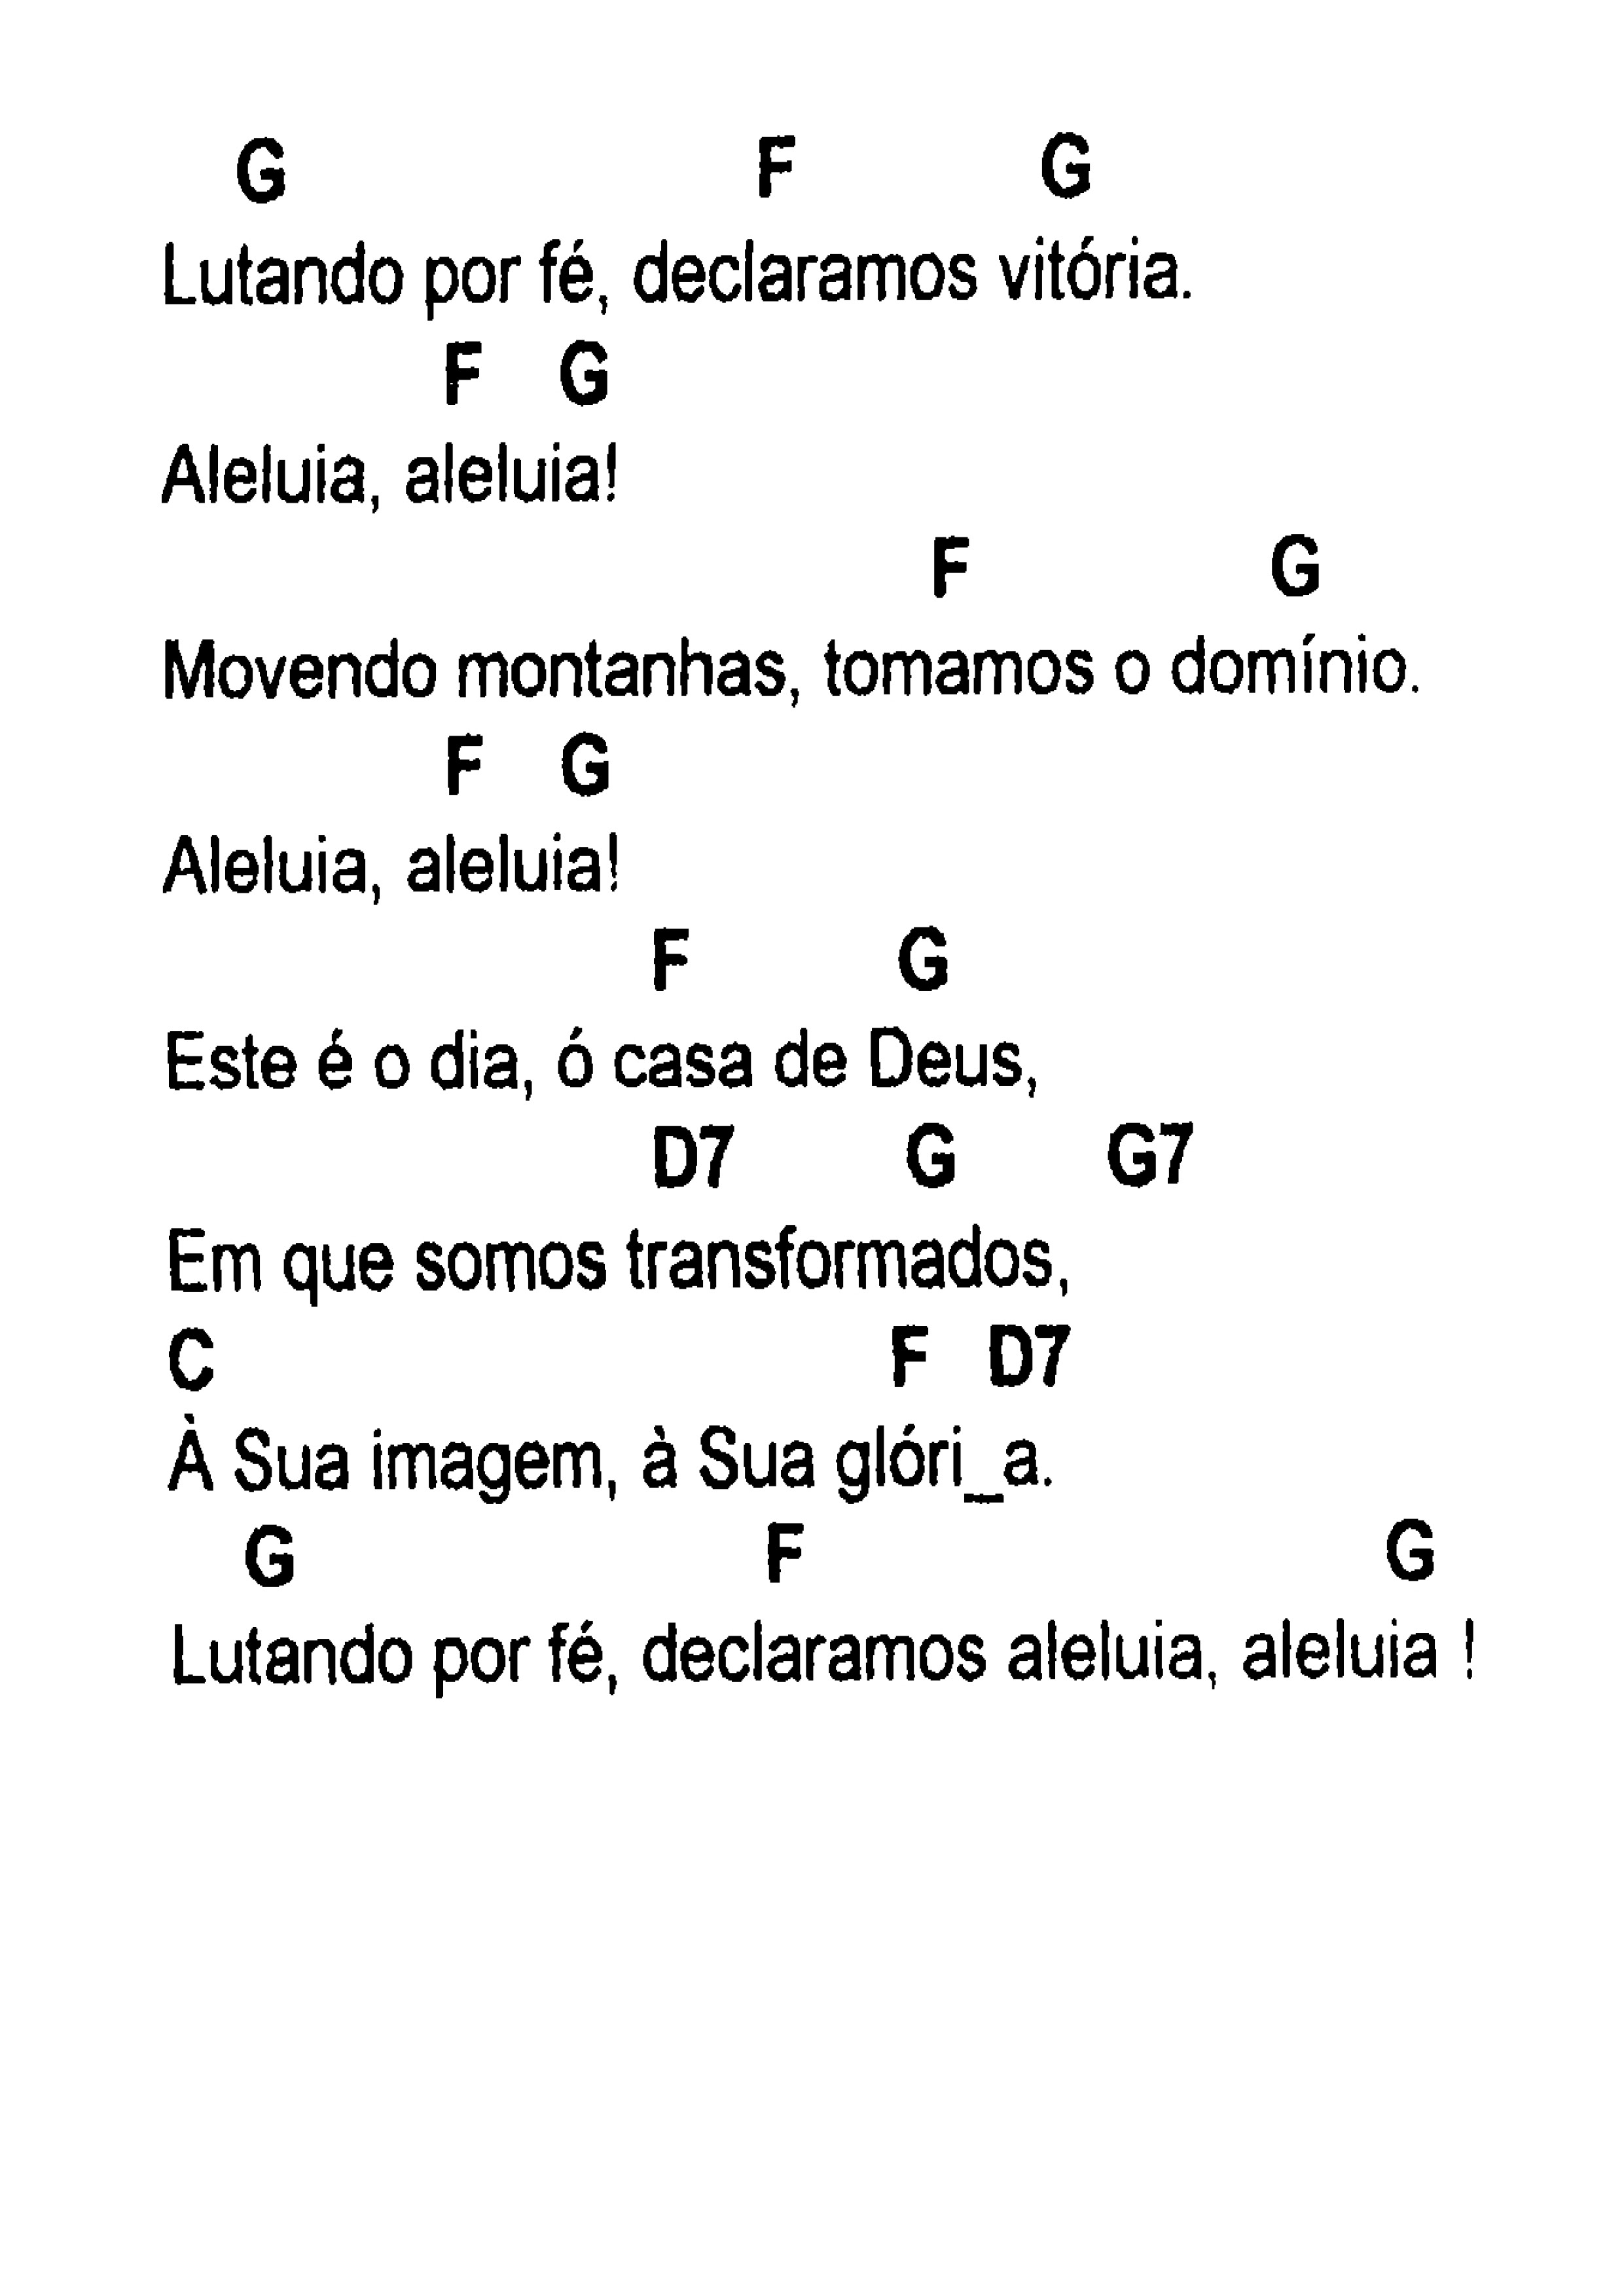 G F G
Lutando por fé, declaramos vitória.
F G
Aleluia, aleluia!
F G
Movendo montanhas, tomamos o domínio.
F G
Aleluia, aleluia!
F G
Este é o dia, ó casa de Deus,
D7 G G7
Em que somos transformados,
C F D7
À Sua imagem, à Sua glóri_a.
G F G
Lutando por fé, declaramos aleluia, aleluia !